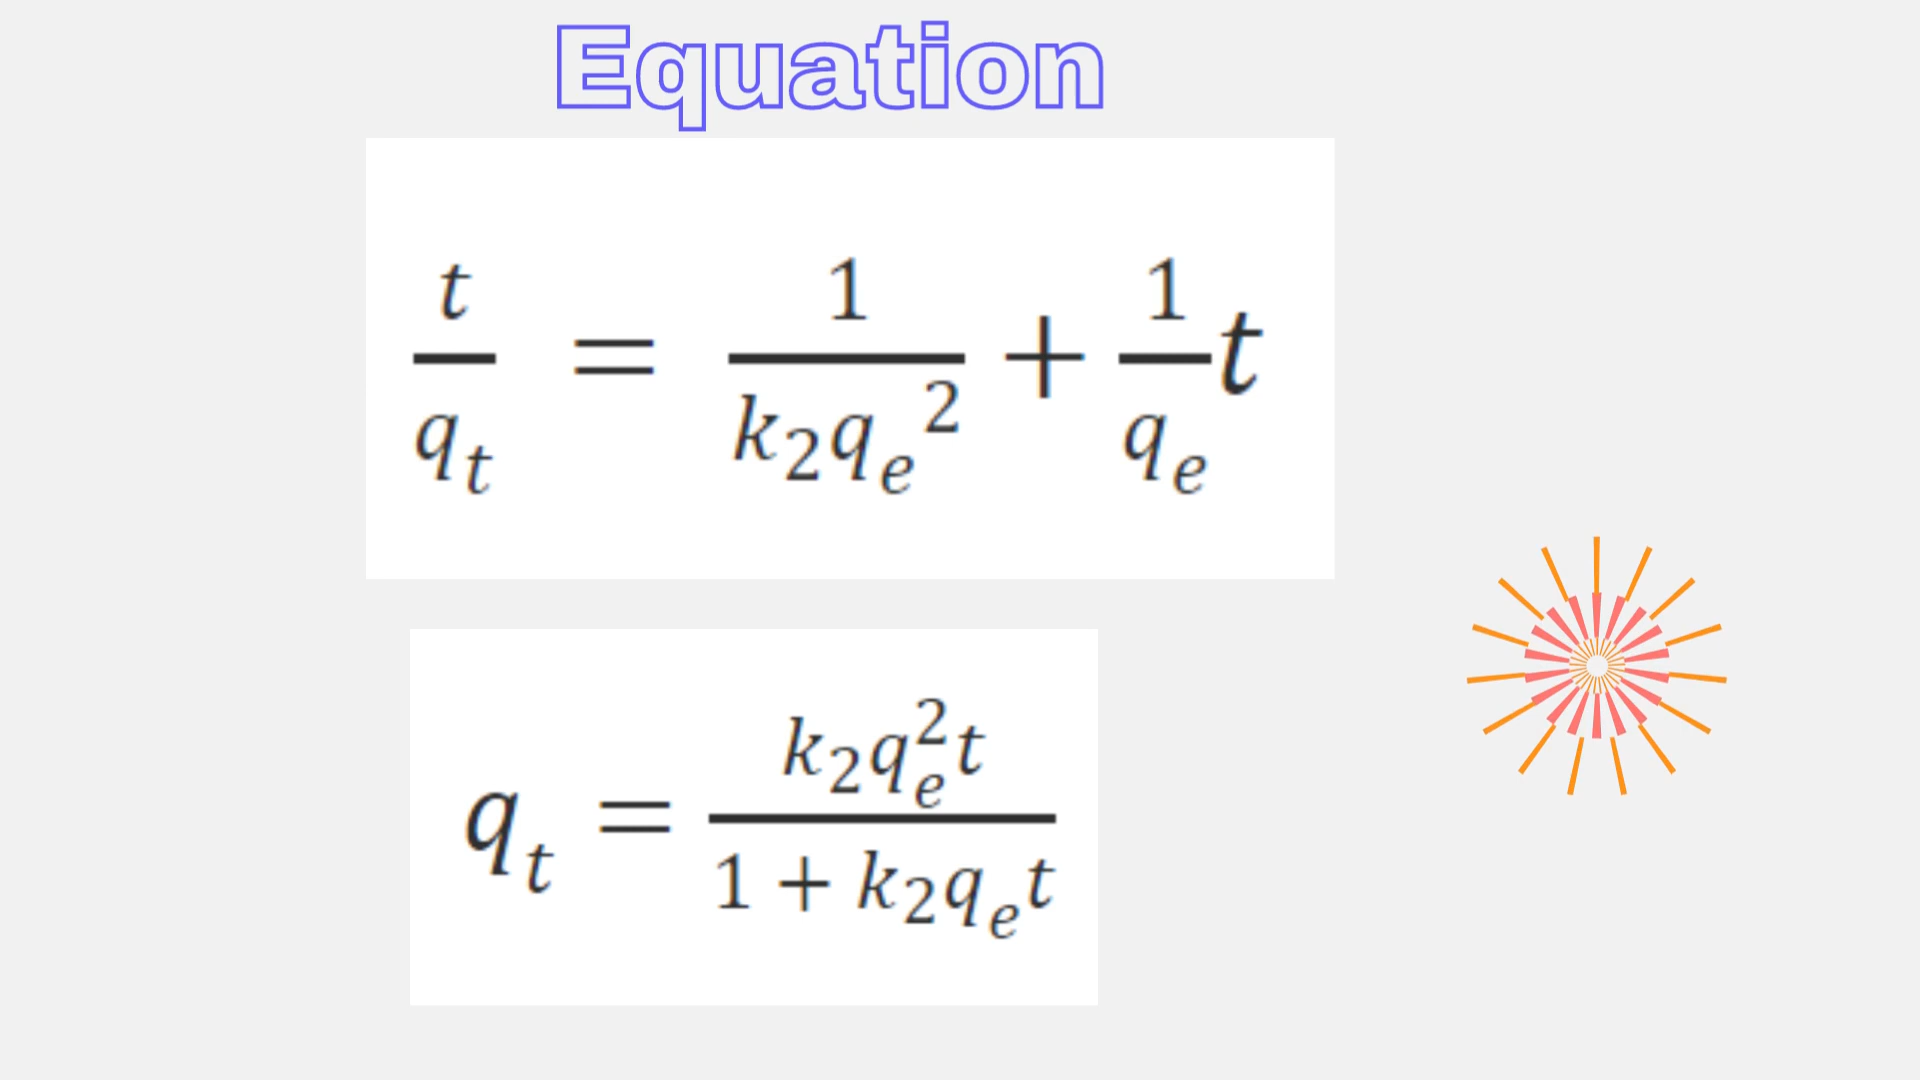 Equation
t/q_t = 1/(k_2 q_e^2) + (1/q_e) t
q_t = (k_2 q_e^2 t)/(1 + k_2 q_e t)